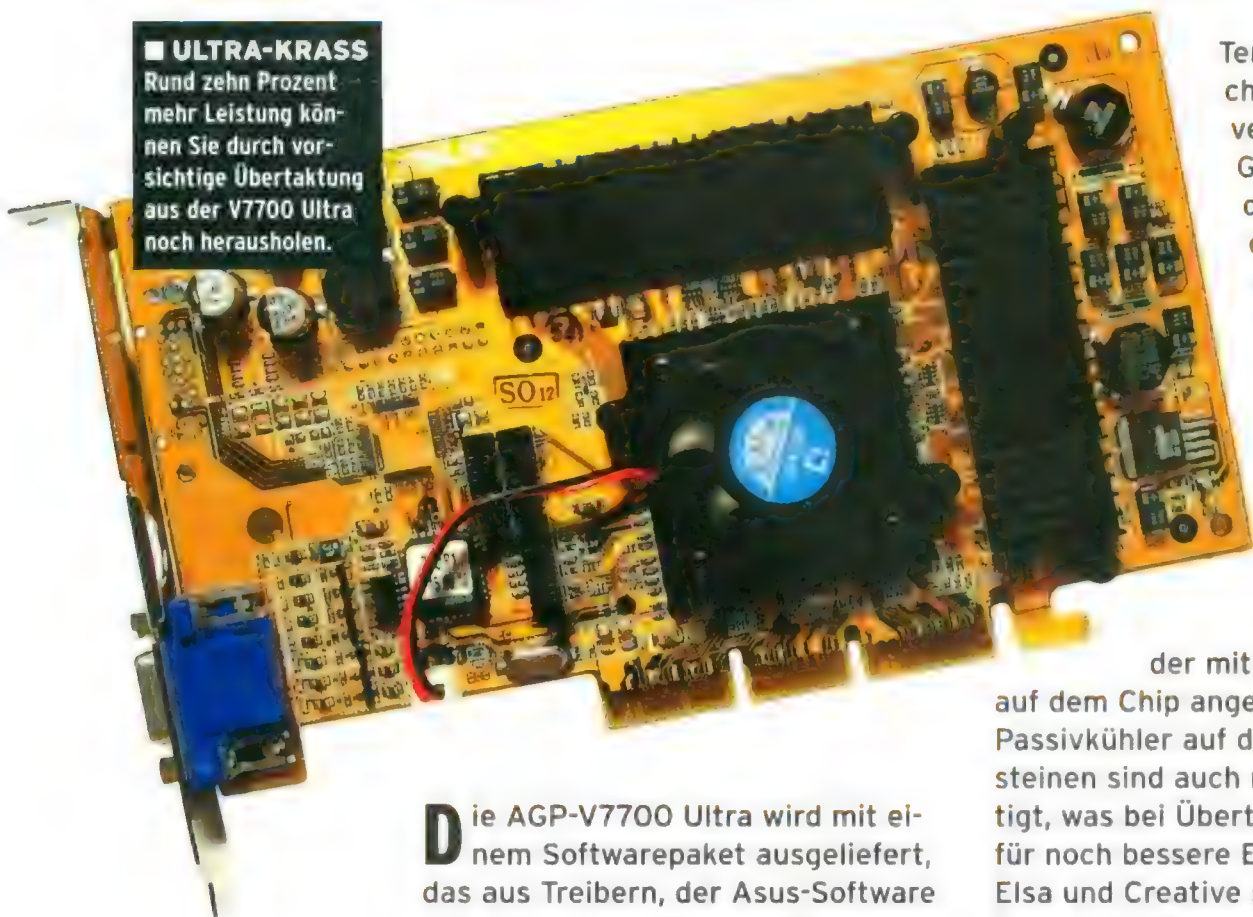 ■ ULTRA-KRASS
Rund zehn Prozent
mehr Leistung kön-
nen Sie durch vor-
sichtige Übertaktung
aus der V7700 Ultra
noch herausholen.
SO12
Die AGP-V7700 Ultra wird mit ei-
nem Softwarepaket ausgeliefert,
das aus Treibern, der Asus-Software
der mit
auf dem Chip ange
Passivkühler auf d
steinen sind auch
tigt, was bei Übert
für noch bessere E
Elsa und Creative